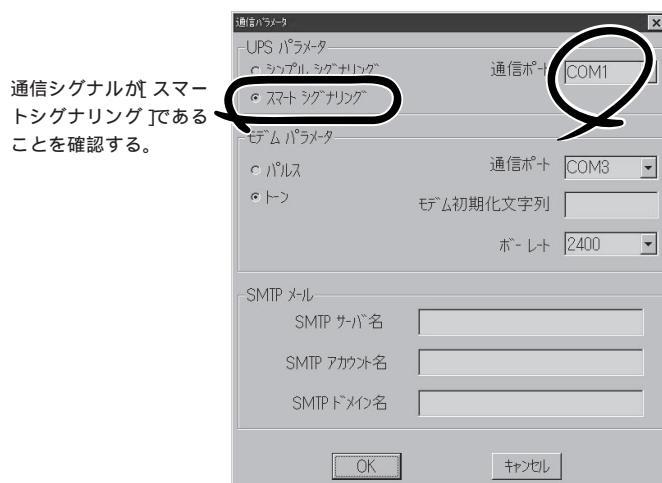 通信パラメータ
UPS パラメータ
シンプル シグナリング
通信ポート
COM1
スマート シグナリング
通信シグナルが[スマー
トシグナリング]である
ことを確認する。
モデム パラメータ
パルス
通信ポート
COM3
トーン
モデム初期化文字列
ボー レート
2400
SMTP メール
SMTP サーバ名
SMTP アカウント名
SMTP ドメイン名
OK
キャンセル